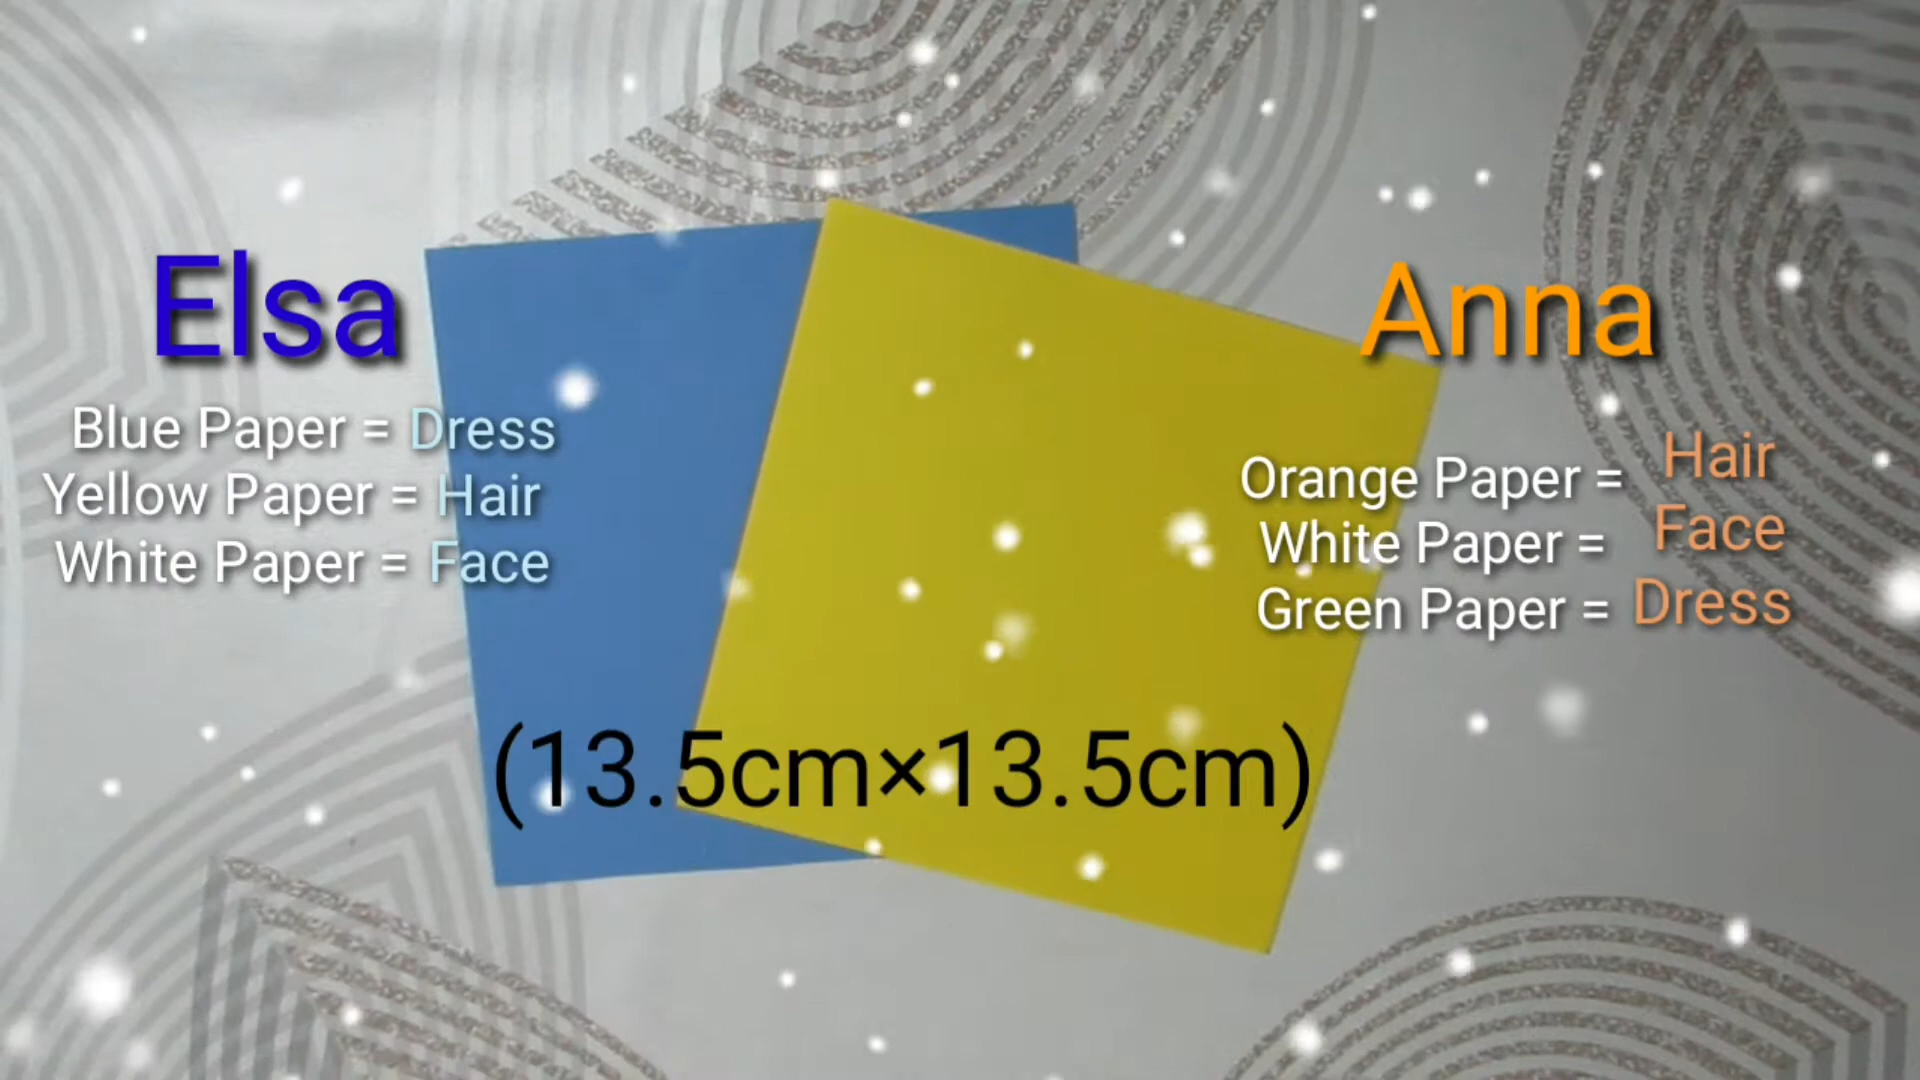 Elsa
Blue Paper = Dress
Yellow Paper = Hair
White Paper = Face
Anna
Orange Paper = Hair
White Paper = Face
Green Paper = Dress
(13.5cm×13.5cm)